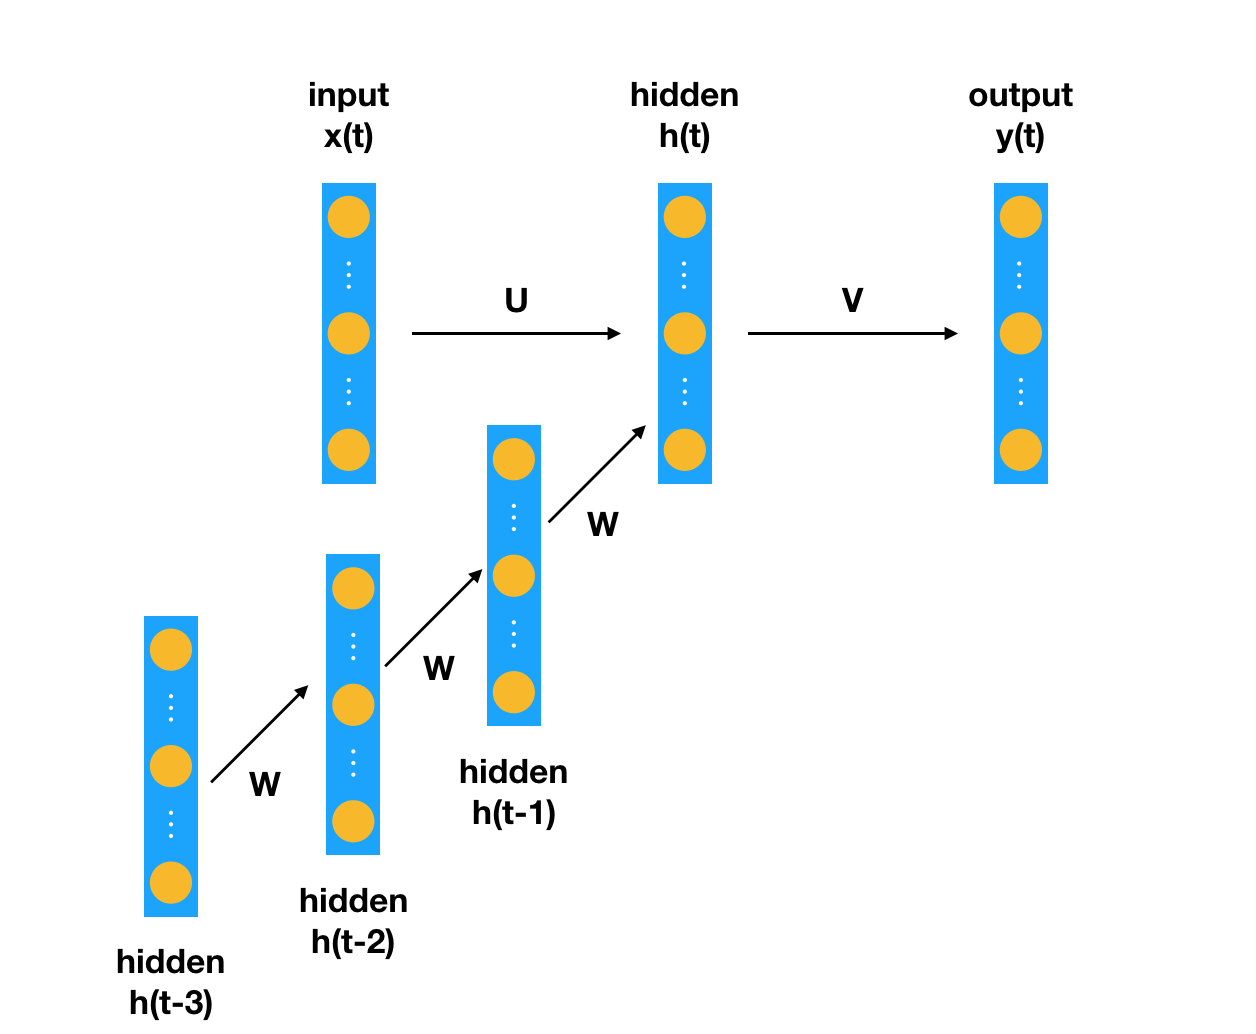 input
x(t)
hidden
h(t)
output
y(t)
U
V
W
W
W
hidden
h(t-1)
hidden
h(t-2)
hidden
h(t-3)